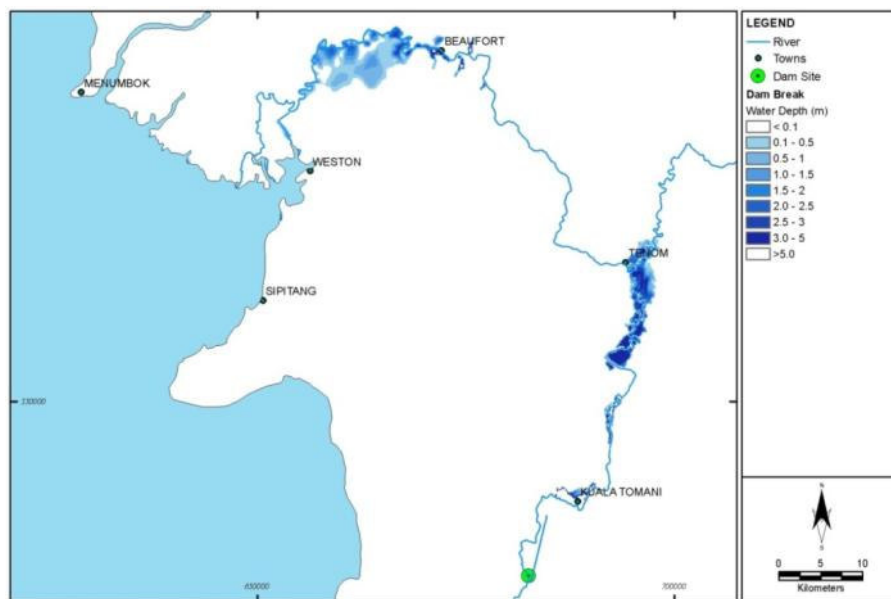 BEAUFORT
MENUMBOK
WESTON
TENOM
SIPITANG
KUALA TOMANI
700000
LEGEND
River
Towns
Dam Site
Dam Break
Water Depth (m)
< 0.1
0.1 - 0.5
0.5 - 1
1.0 - 1.5
1.5 - 2
2.0 - 2.5
2.5 - 3
3.0 - 5
>5.0
N
S
0 5 10
Kilometers